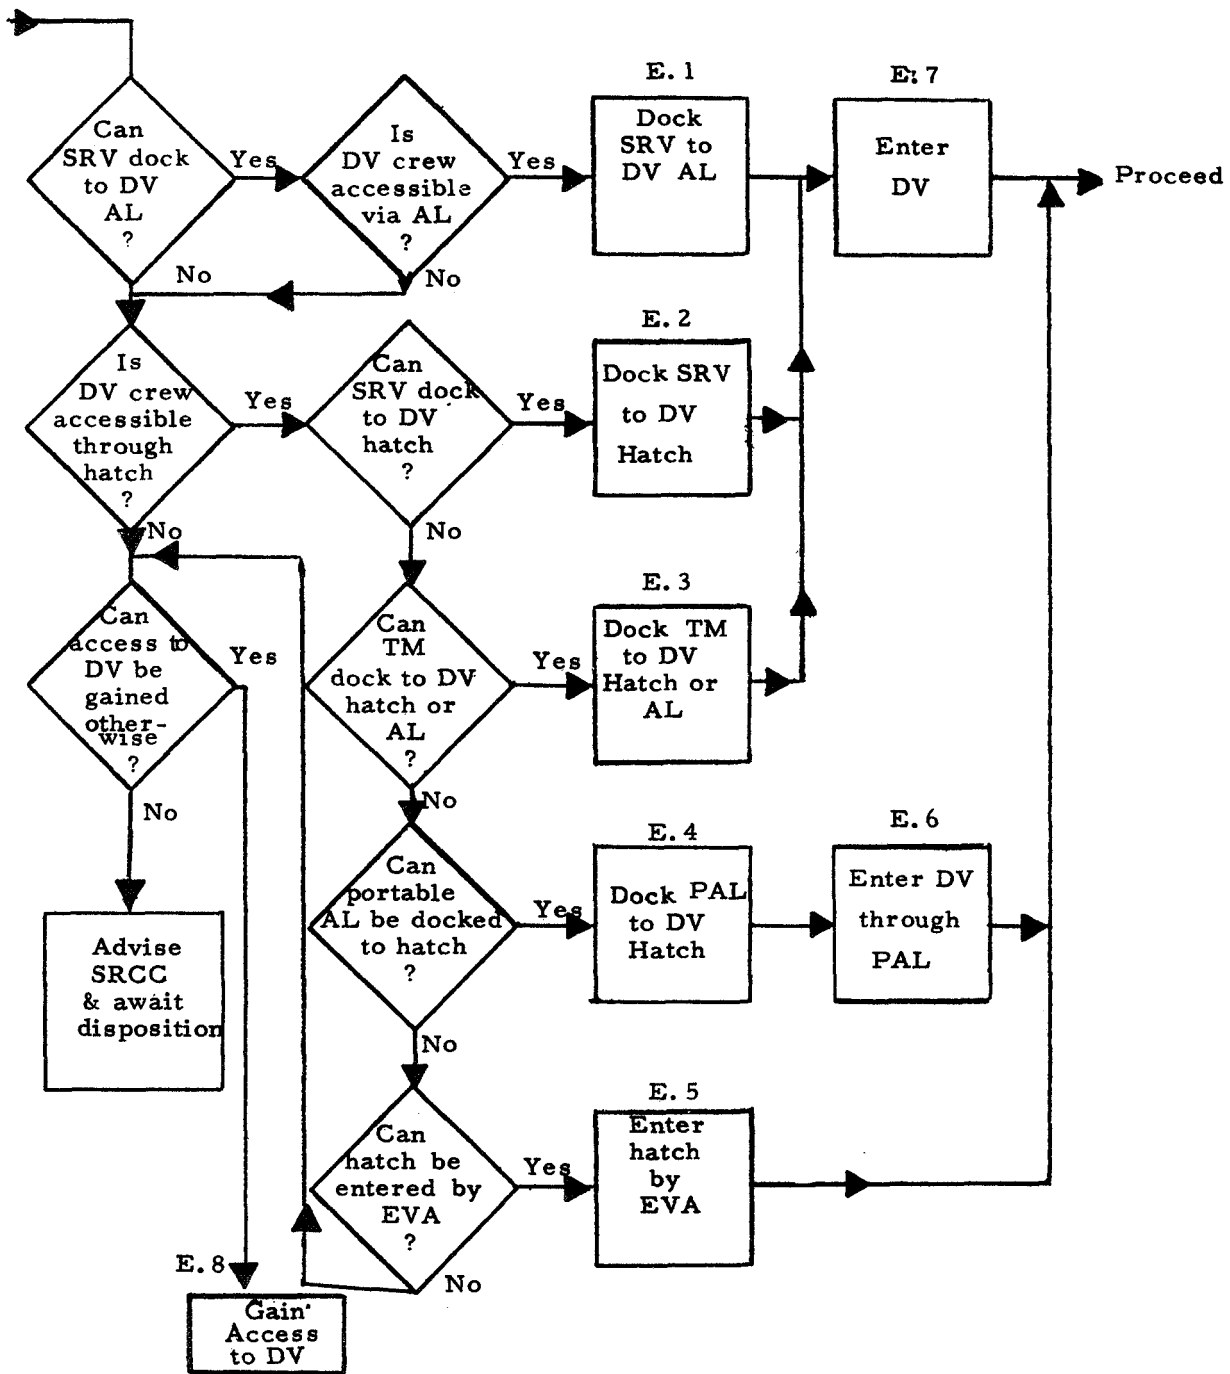 E.1
E.7
Can
SRV dock
to DV
AL
?
Yes
Is
DV crew
accessible
via AL
?
Yes
Dock
SRV to
DV AL
Enter
DV
Proceed
No
No
E.2
Is
DV crew
accessible
through
hatch
?
Yes
Can
SRV dock
to DV
hatch
?
Yes
Dock SRV
to DV
Hatch
No
No
E.3
Can
access to
DV be
gained
other-
wise
?
Yes
Can
TM
dock to DV
hatch or
AL
?
Yes
Dock TM
to DV
Hatch or
AL
No
No
E.4
E.6
Can
portable
AL be docked
to hatch
?
Yes
Dock PAL
to DV
Hatch
Enter DV
through
PAL
Advise
SRCC
& await
disposition
No
E.5
Can
hatch be
entered by
EVA
?
Yes
Enter
hatch
by
EVA
No
E.8
Gain
Access
to DV